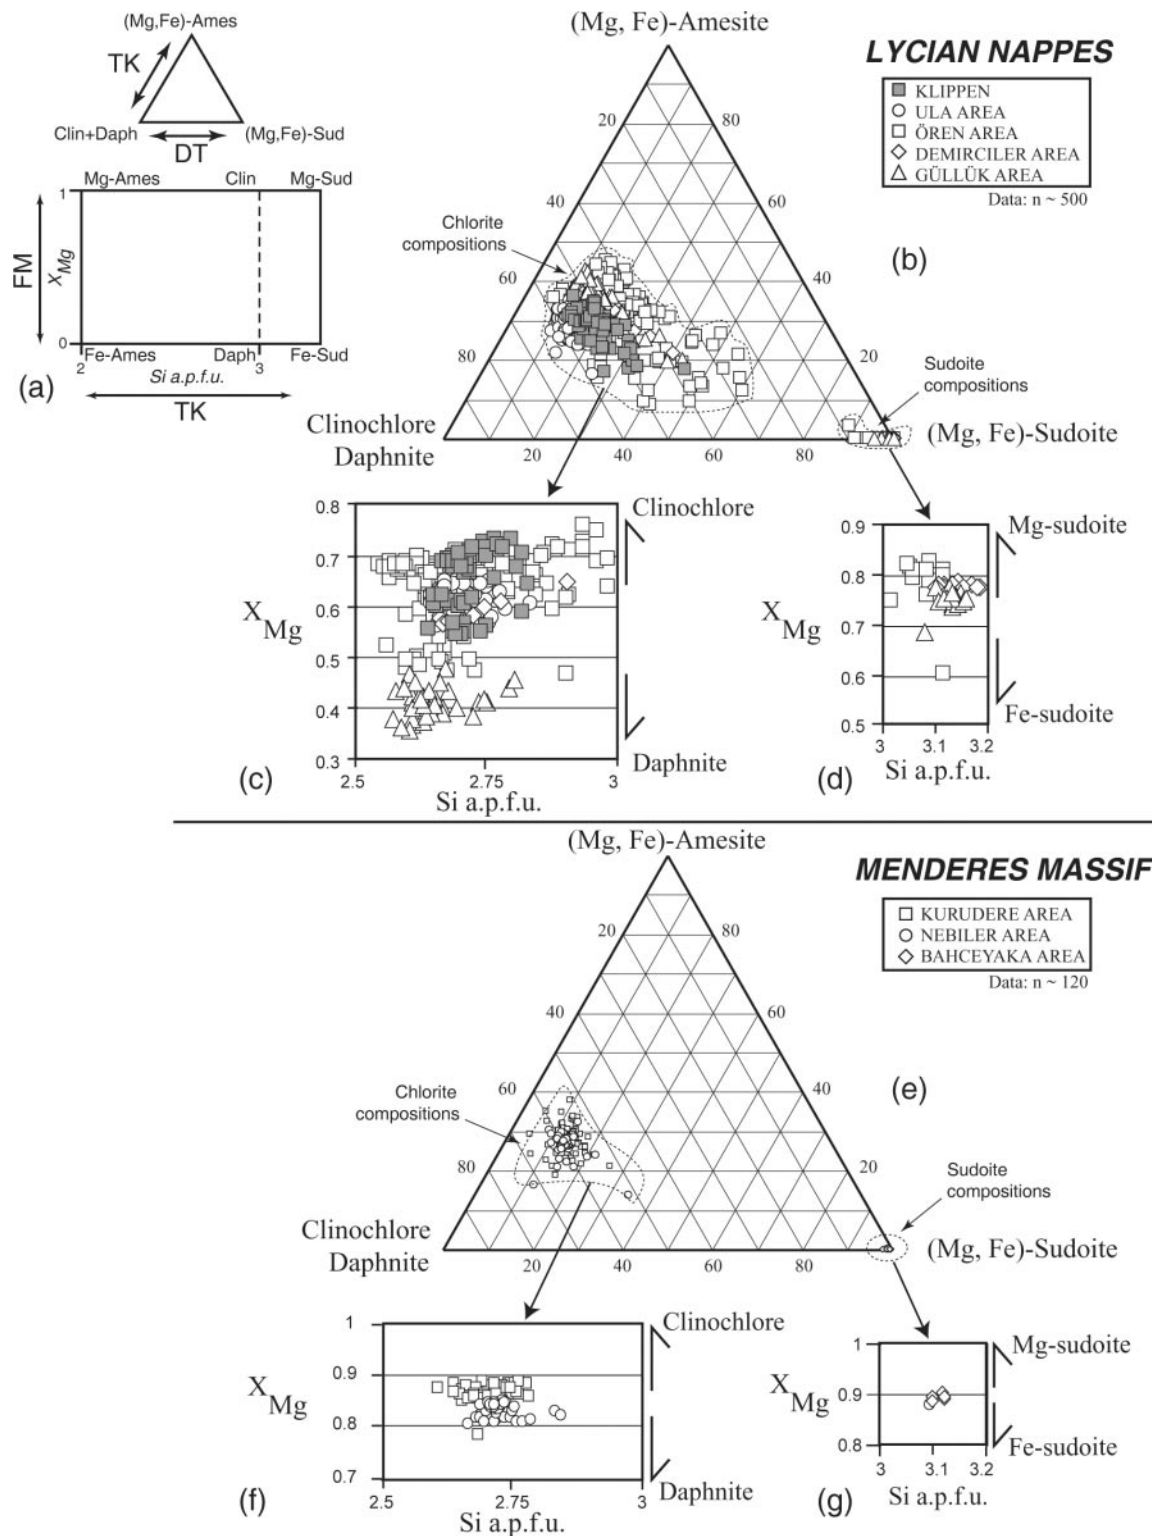 (Mg,Fe)-Ames
TK
Clin+Daph
(Mg,Fe)-Sud
DT
Mg-Ames
Clin
Mg-Sud
1
FM
XMg
0
Fe-Ames
Daph
Fe-Sud
2
Si a.p.f.u.
3
TK
(a)
(Mg, Fe)-Amesite
LYCIAN NAPPES
KLIPPEN
ULA AREA
ÖREN AREA
DEMIRCILER AREA
GÜLLÜK AREA
Data: n ~ 500
20
80
40
60
Chlorite
compositions
(b)
60
40
80
20
Sudoite
compositions
Clinochlore
Daphnite
(Mg, Fe)-Sudoite
20
40
60
80
0.8
0.7
0.6
0.5
0.4
0.3
XMg
Clinochlore
Daphnite
2.5
2.75
3
Si a.p.f.u.
(c)
0.9
0.8
0.7
0.6
0.5
XMg
Mg-sudoite
Fe-sudoite
3
3.1
3.2
Si a.p.f.u.
(d)
(Mg, Fe)-Amesite
MENDERES MASSIF
KURUDERE AREA
NEBILER AREA
BAHCEYAKA AREA
Data: n ~ 120
20
80
40
60
(e)
Chlorite
compositions
60
40
80
20
Sudoite
compositions
Clinochlore
Daphnite
(Mg, Fe)-Sudoite
20
40
60
80
1
0.9
0.8
0.7
XMg
Clinochlore
Daphnite
2.5
2.75
3
Si a.p.f.u.
(f)
1
0.9
0.8
XMg
Mg-sudoite
Fe-sudoite
3
3.1
3.2
Si a.p.f.u.
(g)